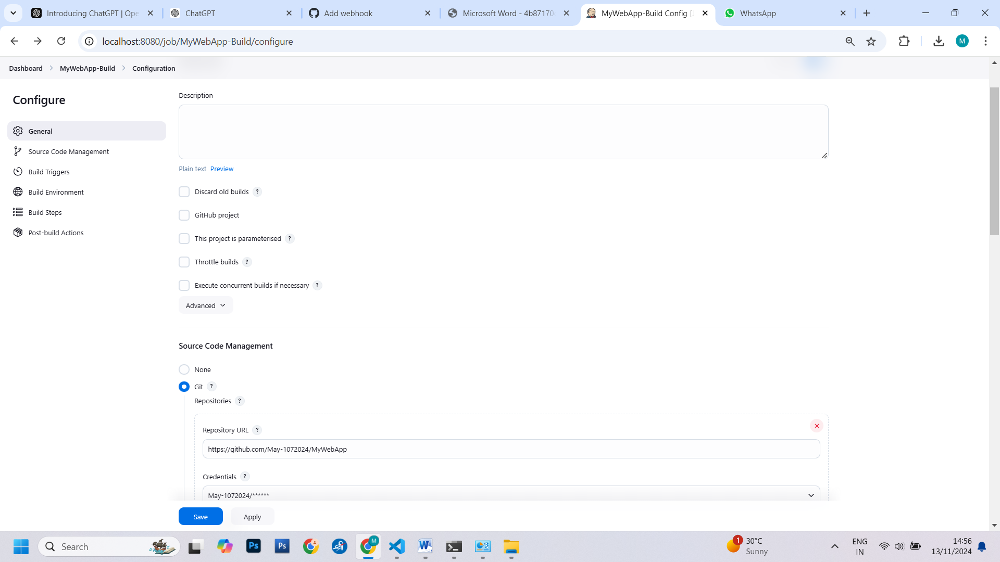 Introducing ChatGPT | Ope
ChatGPT
Add webhook
Microsoft Word - 4b87170
MyWebApp-Build Config [J
WhatsApp
localhost:8080/job/MyWebApp-Build/configure
M
Dashboard > MyWebApp-Build > Configuration
Configure
General
Source Code Management
Build Triggers
Build Environment
Build Steps
Post-build Actions
Description
Plain text Preview
Discard old builds ?
GitHub project
This project is parameterised ?
Throttle builds ?
Execute concurrent builds if necessary ?
Advanced
Source Code Management
None
Git ?
Repositories ?
Repository URL ?
https://github.com/May-1072024/MyWebApp
Credentials ?
May-1072024/******
Save
Apply
Search
Ps
Ps
M
W
1
30°C
Sunny
ENG
IN
14:56
13/11/2024